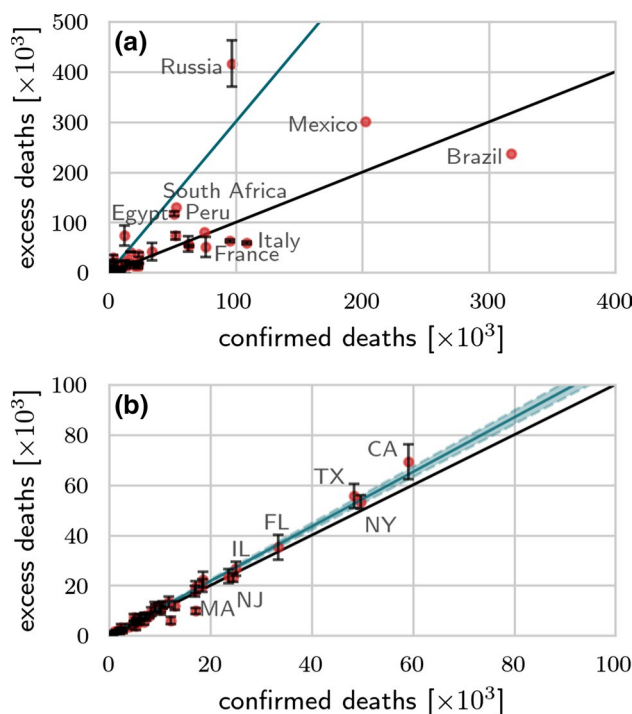 (a)
excess deaths [×10³]
500
400
300
200
100
0
Russia
Mexico
Brazil
South Africa
Egypt Peru
Italy
France
0 100 200 300 400
confirmed deaths [×10³]
(b)
excess deaths [×10³]
100
80
60
40
20
0
CA
TX
NY
FL
IL
NJ
MA
0 20 40 60 80 100
confirmed deaths [×10³]